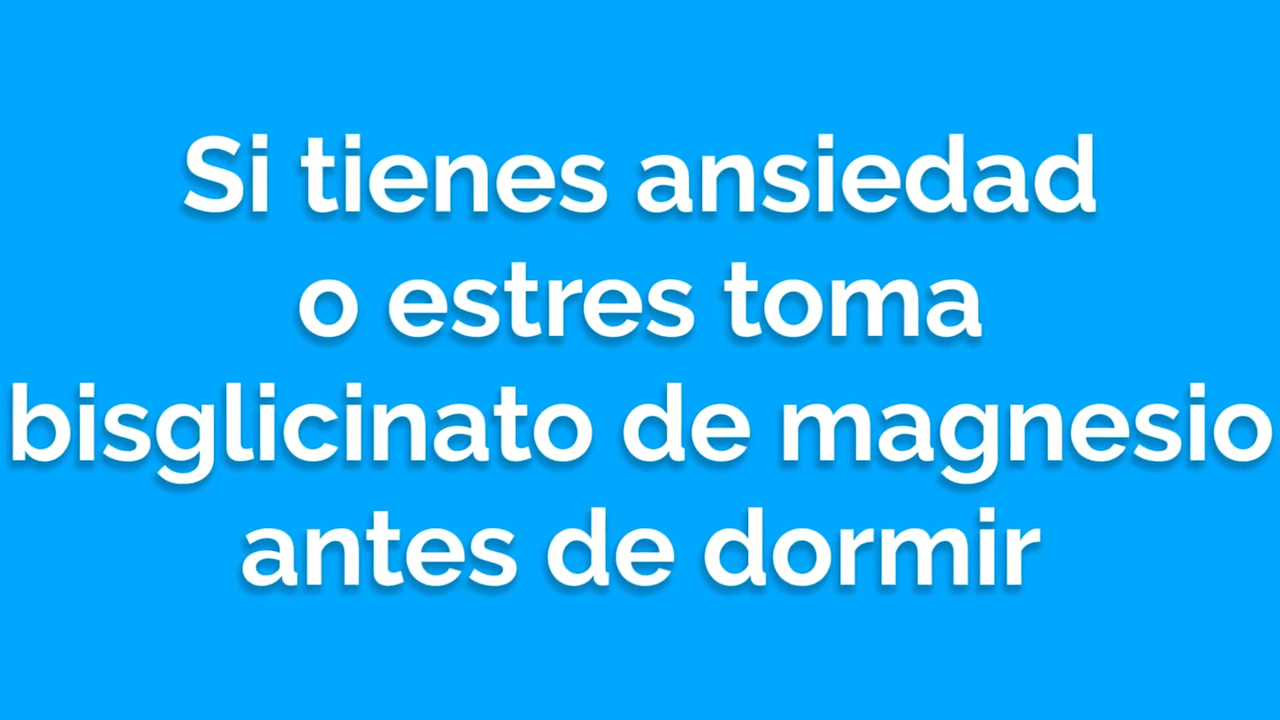 Si tienes ansiedad
o estres toma
bisglicinato de magnesio
antes de dormir